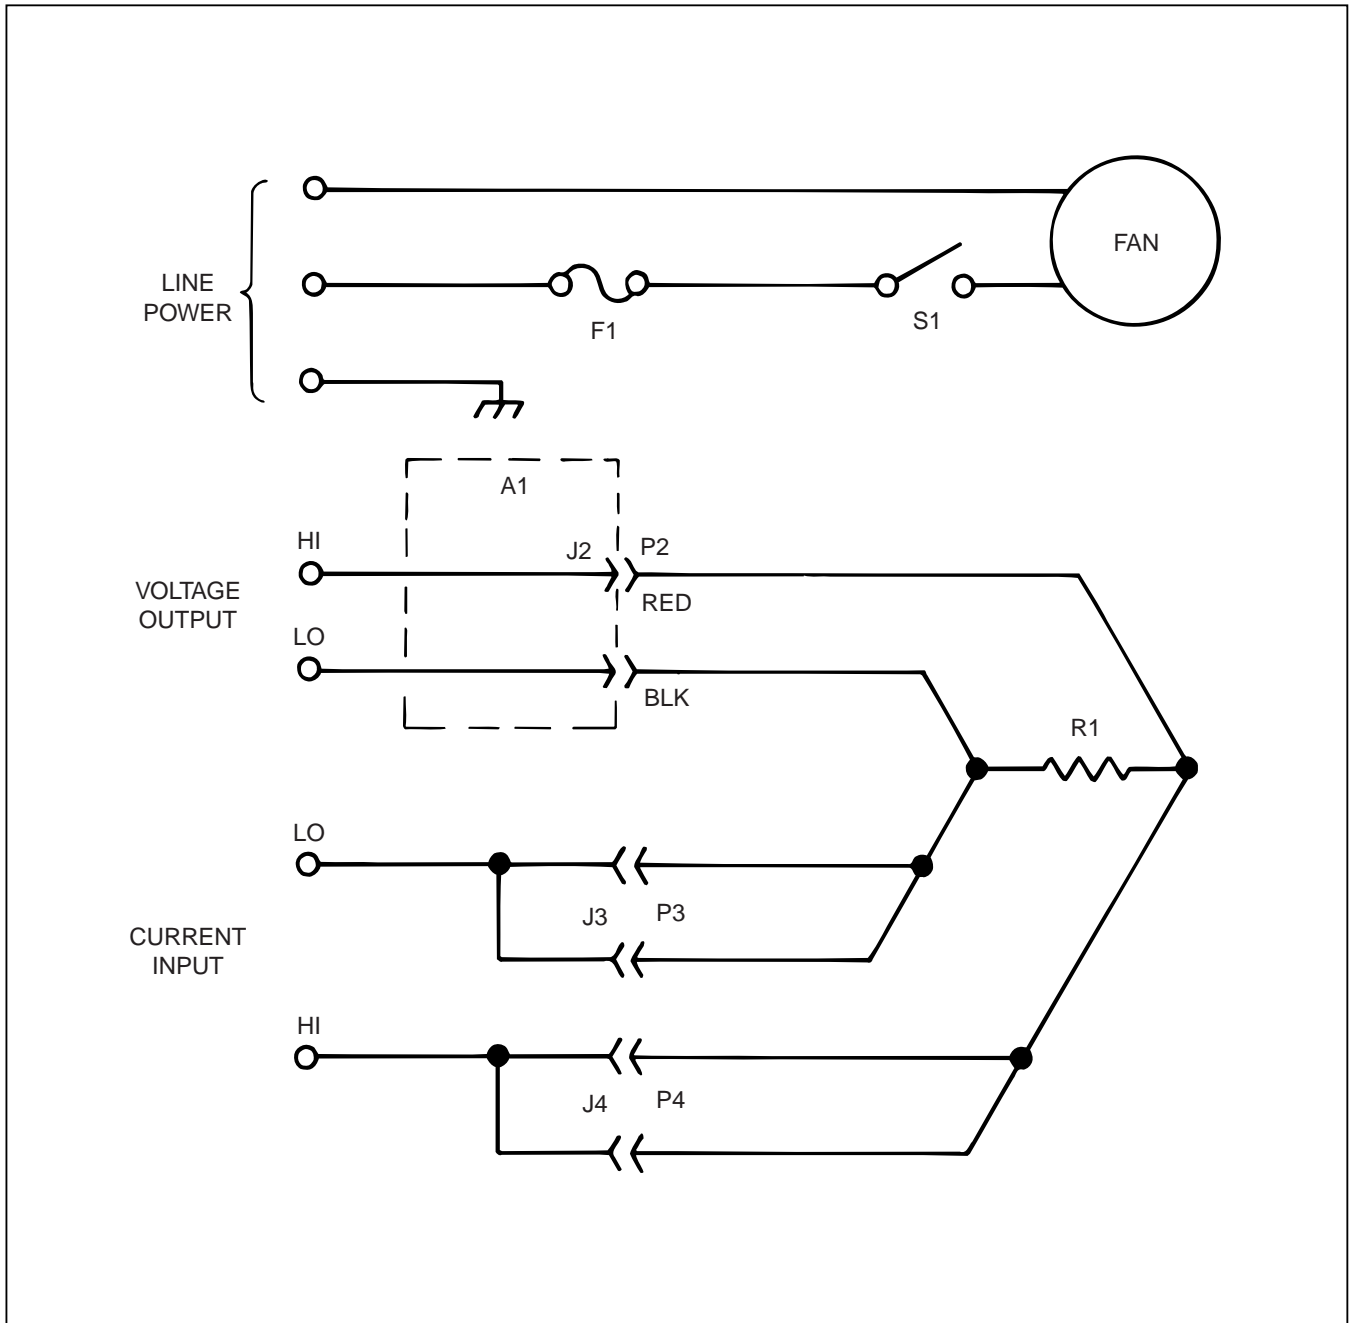 FAN
LINE
POWER
F1
S1
A1
HI
J2
P2
VOLTAGE
OUTPUT
RED
LO
BLK
R1
LO
J3
P3
CURRENT
INPUT
HI
J4
P4